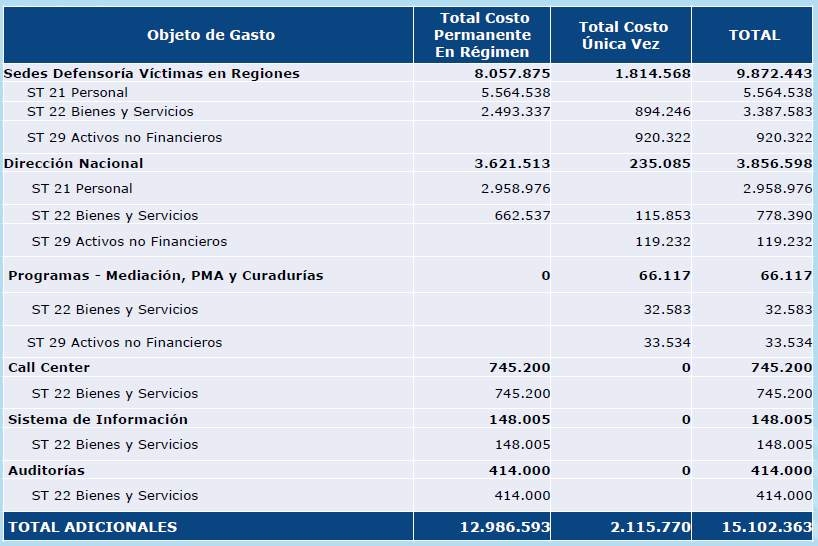 Objeto de Gasto Total Costo Permanente En Régimen Total Costo Única Vez TOTAL
Sedes Defensoría Víctimas en Regiones 8.057.875 1.814.568 9.872.443
ST 21 Personal 5.564.538 5.564.538
ST 22 Bienes y Servicios 2.493.337 894.246 3.387.583
ST 29 Activos no Financieros 920.322 920.322
Dirección Nacional 3.621.513 235.085 3.856.598
ST 21 Personal 2.958.976 2.958.976
ST 22 Bienes y Servicios 662.537 115.853 778.390
ST 29 Activos no Financieros 119.232 119.232
Programas - Mediación, PMA y Curadurías 0 66.117 66.117
ST 22 Bienes y Servicios 32.583 32.583
ST 29 Activos no Financieros 33.534 33.534
Call Center 745.200 0 745.200
ST 22 Bienes y Servicios 745.200 745.200
Sistema de Información 148.005 0 148.005
ST 22 Bienes y Servicios 148.005 148.005
Auditorías 414.000 0 414.000
ST 22 Bienes y Servicios 414.000 414.000
TOTAL ADICIONALES 12.986.593 2.115.770 15.102.363